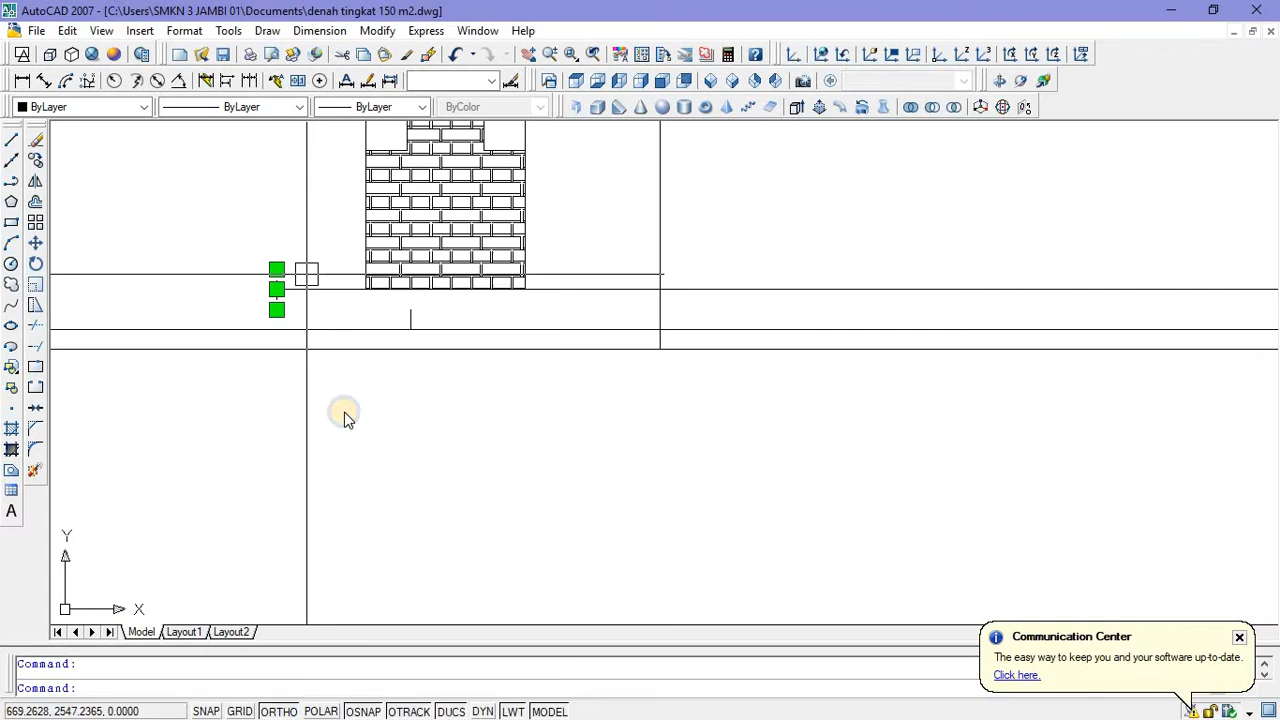 AutoCAD 2007 - [C:\Users\SMKN 3 JAMBI 01\Documents\denah tingkat 150 m2.dwg]
File Edit View Insert Format Tools Draw Dimension Modify Express Window Help
ByLayer ByLayer ByLayer ByColor
A
Y
X
Model Layout1 Layout2
Communication Center
The easy way to keep you and your software up-to-date.
Click here.
Command:
Command:
669.2628, 2547.2365, 0.0000 SNAP GRID ORTHO POLAR OSNAP OTRACK DUCS DYN LWT MODEL